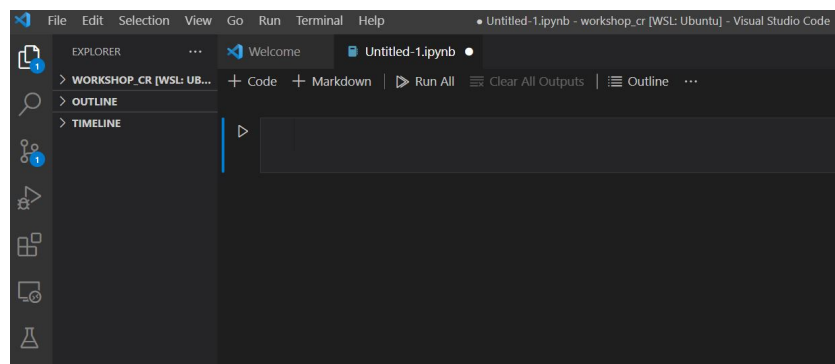 File Edit Selection View Go Run Terminal Help ● Untitled-1.ipynb - workshop_cr [WSL: Ubuntu] - Visual Studio Code
EXPLORER ··· Welcome Untitled-1.ipynb ●
1
> WORKSHOP_CR [WSL: UB... + Code + Markdown | Run All Clear All Outputs | Outline ···
> OUTLINE
> TIMELINE
1